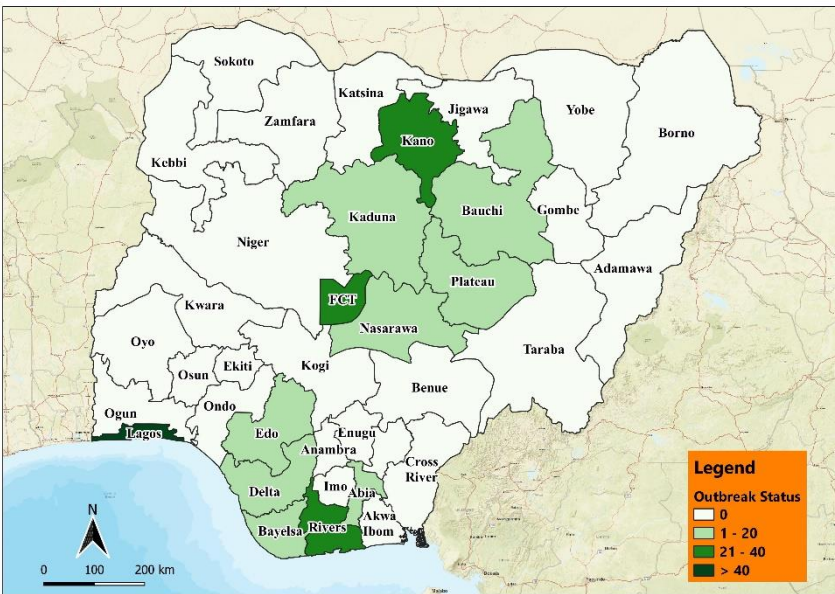 Sokoto
Katsina
Jigawa
Yobe
Borno
Zamfara
Kano
Kebbi
Kaduna
Bauchi
Gombe
Niger
Adamawa
Plateau
FCT
Kwara
Nasarawa
Oyo
Taraba
Osun
Ekiti
Kogi
Benue
Ogun
Ondo
Lagos
Edo
Enugu
Anambra
Cross
River
Delta
Imo
Abia
Bayelsa
Rivers
Akwa
Ibom
N
0 100 200 km
Legend
Outbreak Status
0
1 - 20
21 - 40
> 40